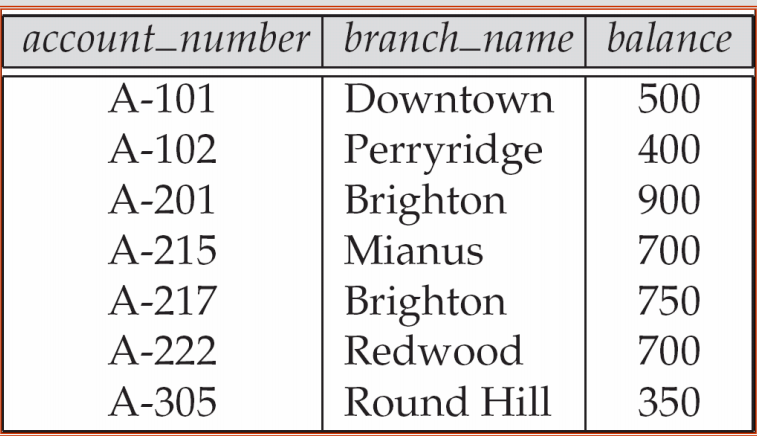 account_number branch_name balance
A-101 Downtown 500
A-102 Perryridge 400
A-201 Brighton 900
A-215 Mianus 700
A-217 Brighton 750
A-222 Redwood 700
A-305 Round Hill 350